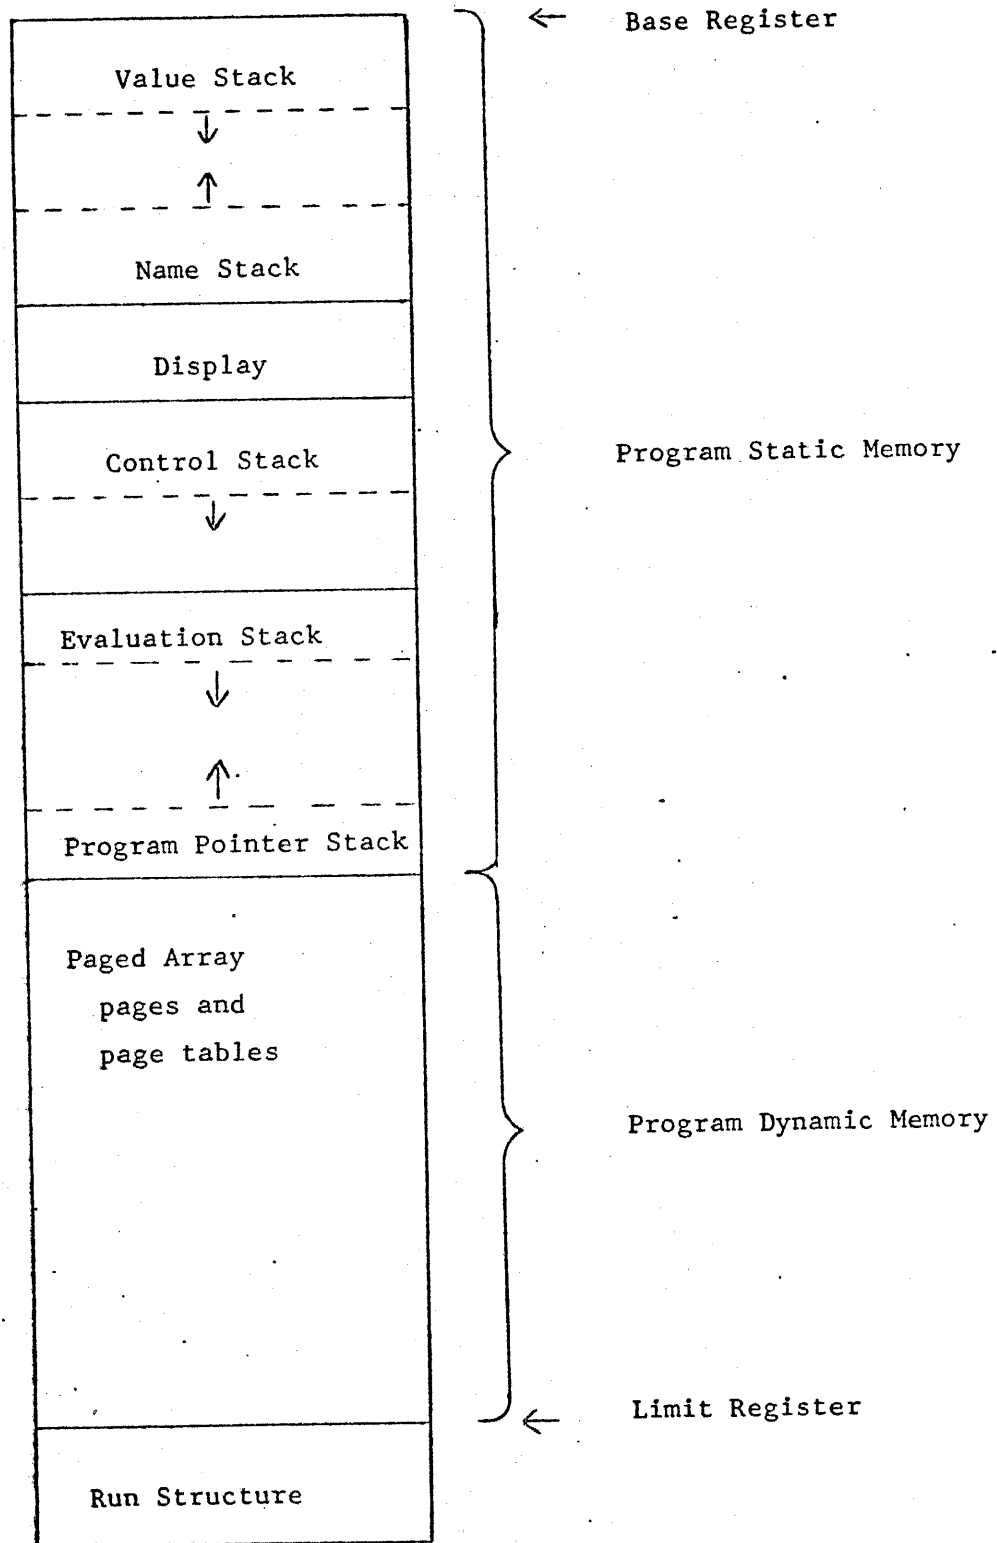 Base Register
Value Stack
Name Stack
Display
Control Stack
Program Static Memory
Evaluation Stack
Program Pointer Stack
Paged Array
pages and
page tables
Program Dynamic Memory
Limit Register
Run Structure